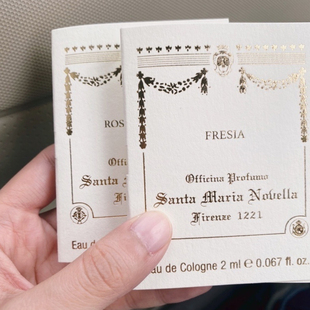 ROS
Offici
Santa M
Fi
Eau d
FRESIA
Officina Profumo
Santa Maria Novella
Firenze 1221
Eau de Cologne 2 ml e 0.067 fl. oz.